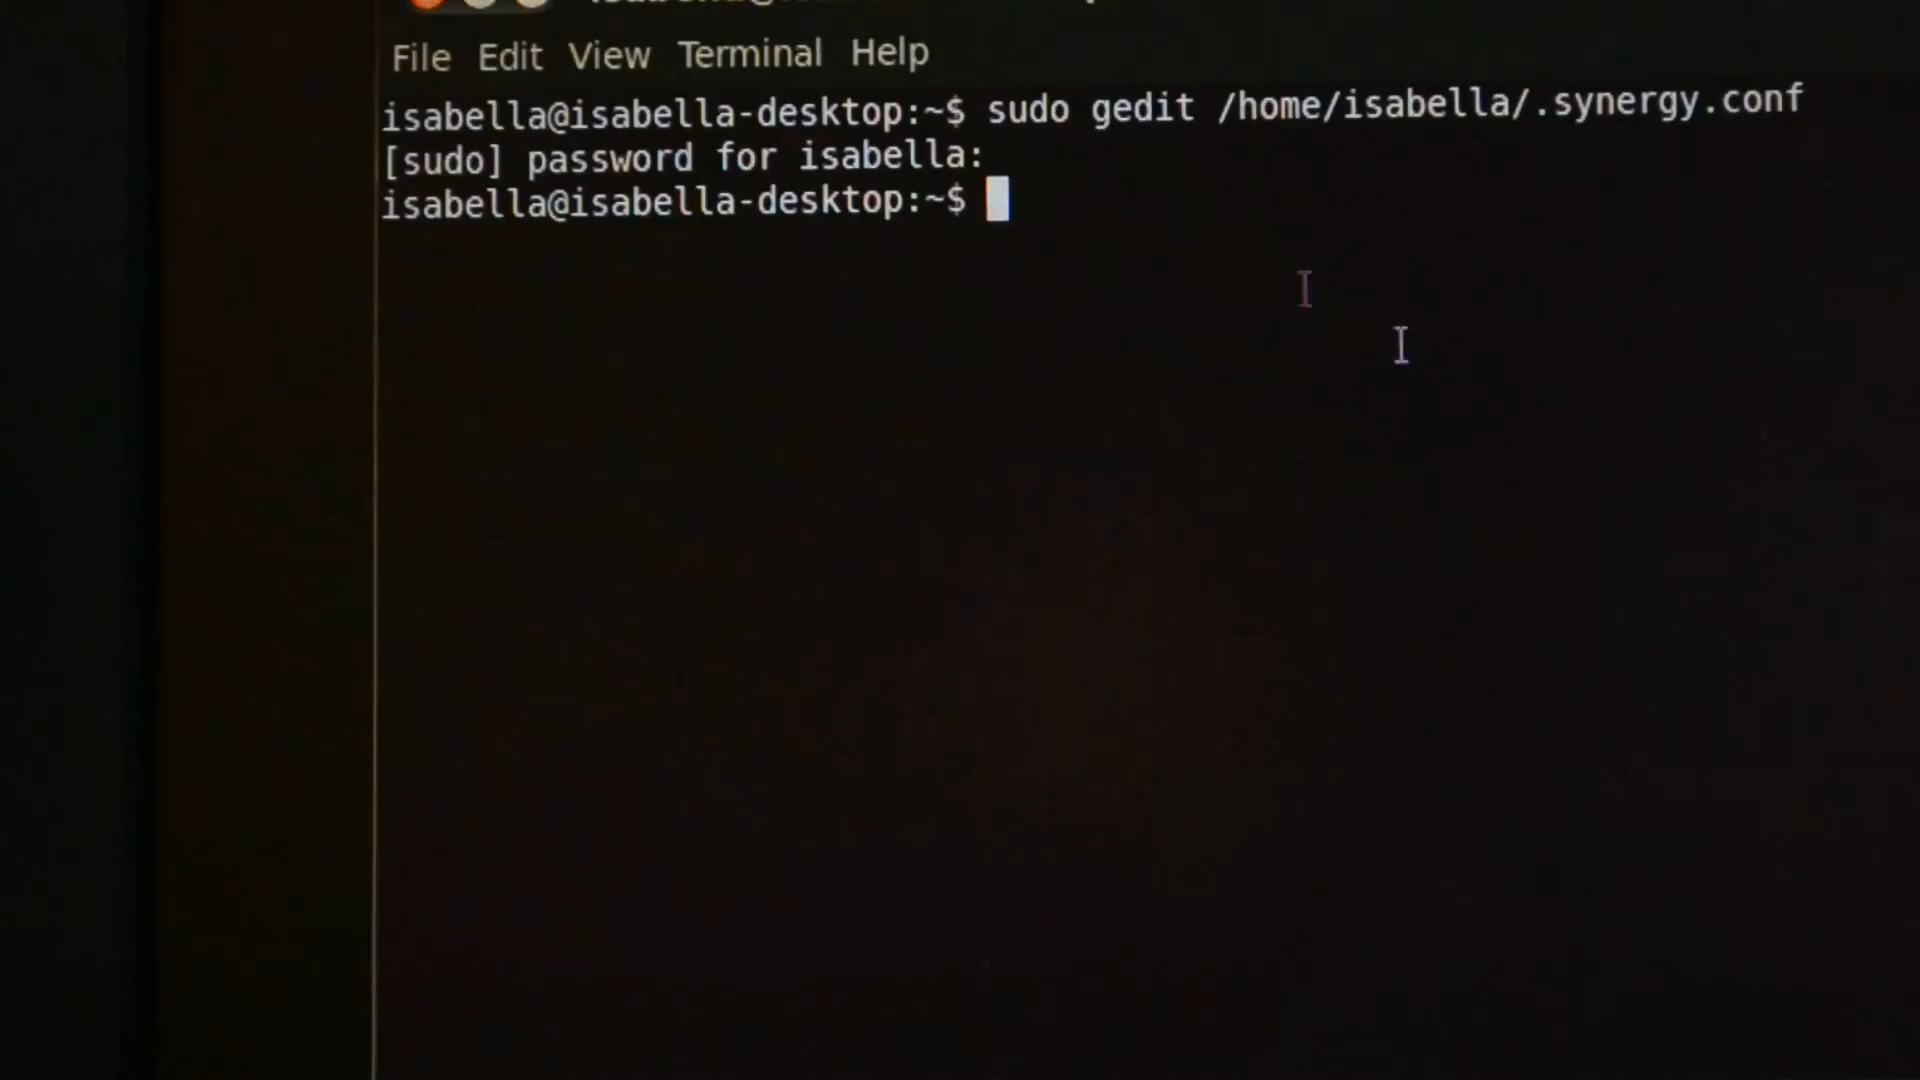 File Edit View Terminal Help
isabella@isabella-desktop:~$ sudo gedit /home/isabella/.synergy.conf
[sudo] password for isabella:
isabella@isabella-desktop:~$